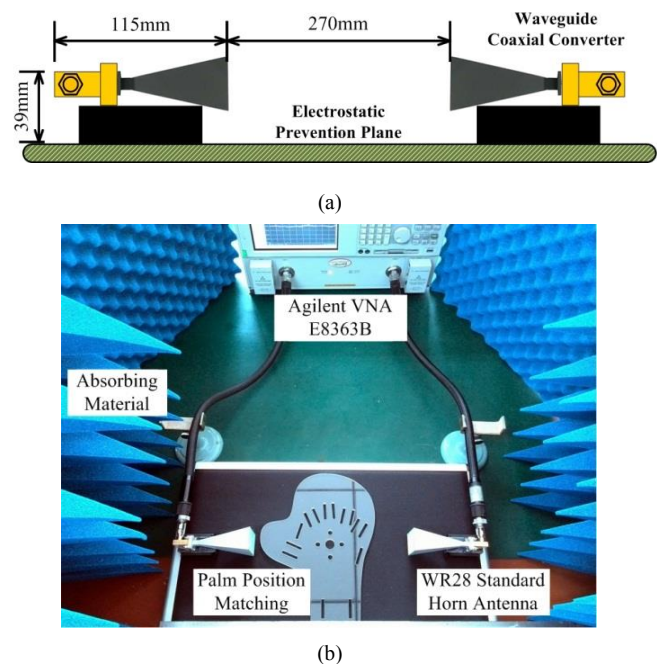 115mm
270mm
Waveguide
Coaxial Converter
39mm
Electrostatic
Prevention Plane
(a)
Agilent VNA
E8363B
Absorbing
Material
Palm Position
Matching
WR28 Standard
Horn Antenna
(b)